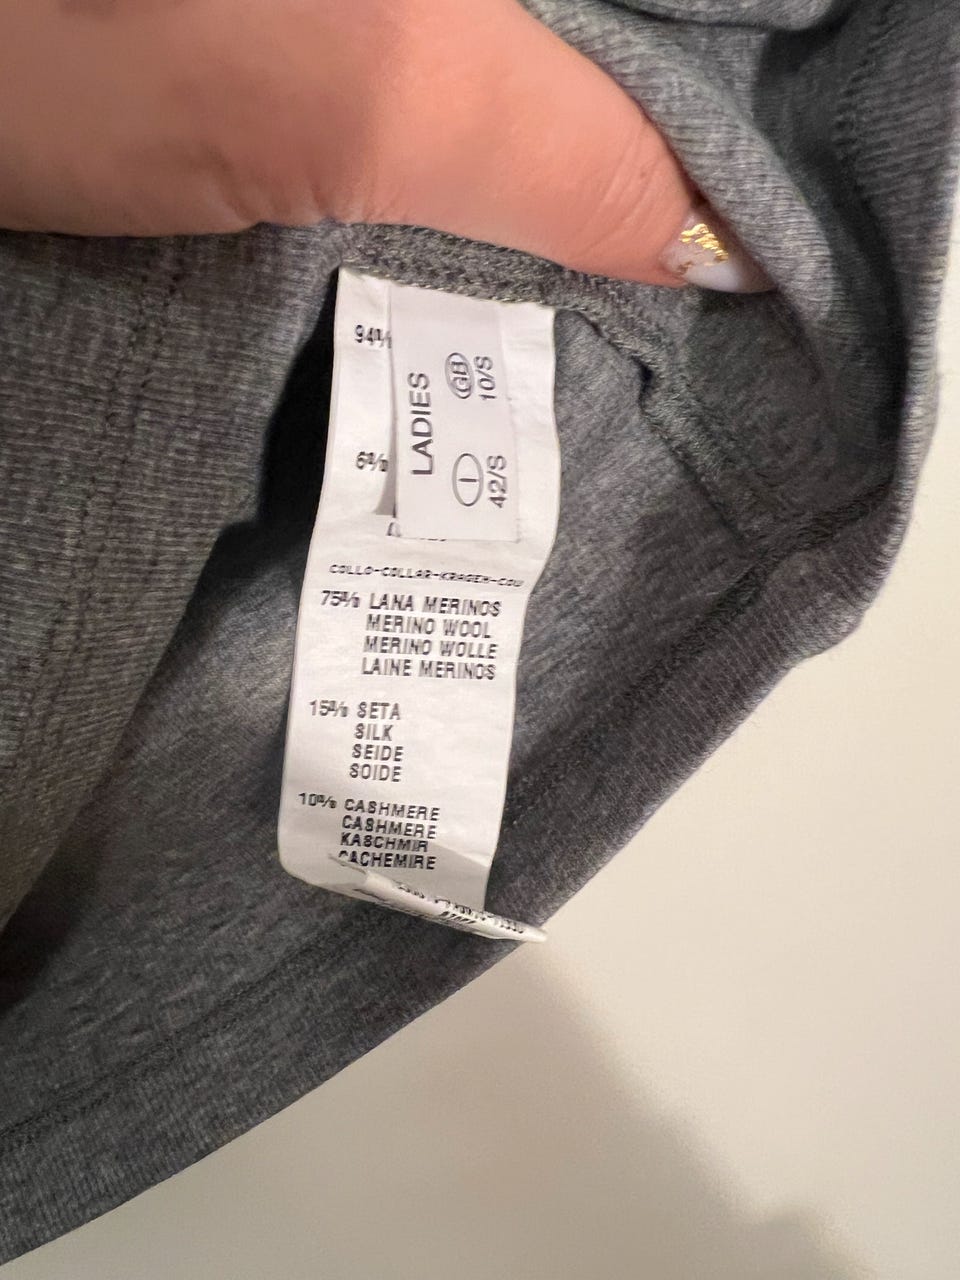 94%
6%
LADIES
GB
10/S
I
42/S
COLLO-COLLAR-KRAGEN-COU
75% LANA MERINOS
MERINO WOOL
MERINO WOLLE
LAINE MERINOS
15% SETA
SILK
SEIDE
SOIDE
10% CASHMERE
CASHMERE
KASCHMIR
CACHEMIRE